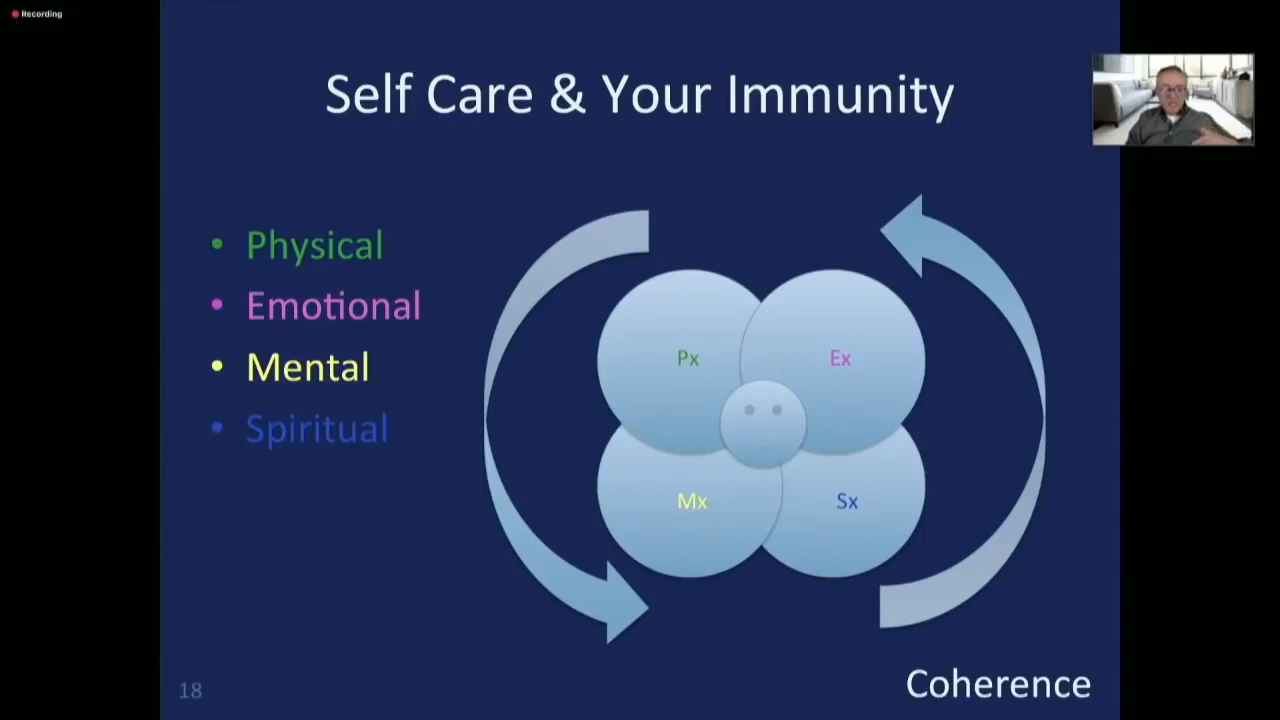 Recording
Self Care & Your Immunity
• Physical
• Emotional
• Mental
• Spiritual
Px
Ex
Mx
Sx
Coherence
18